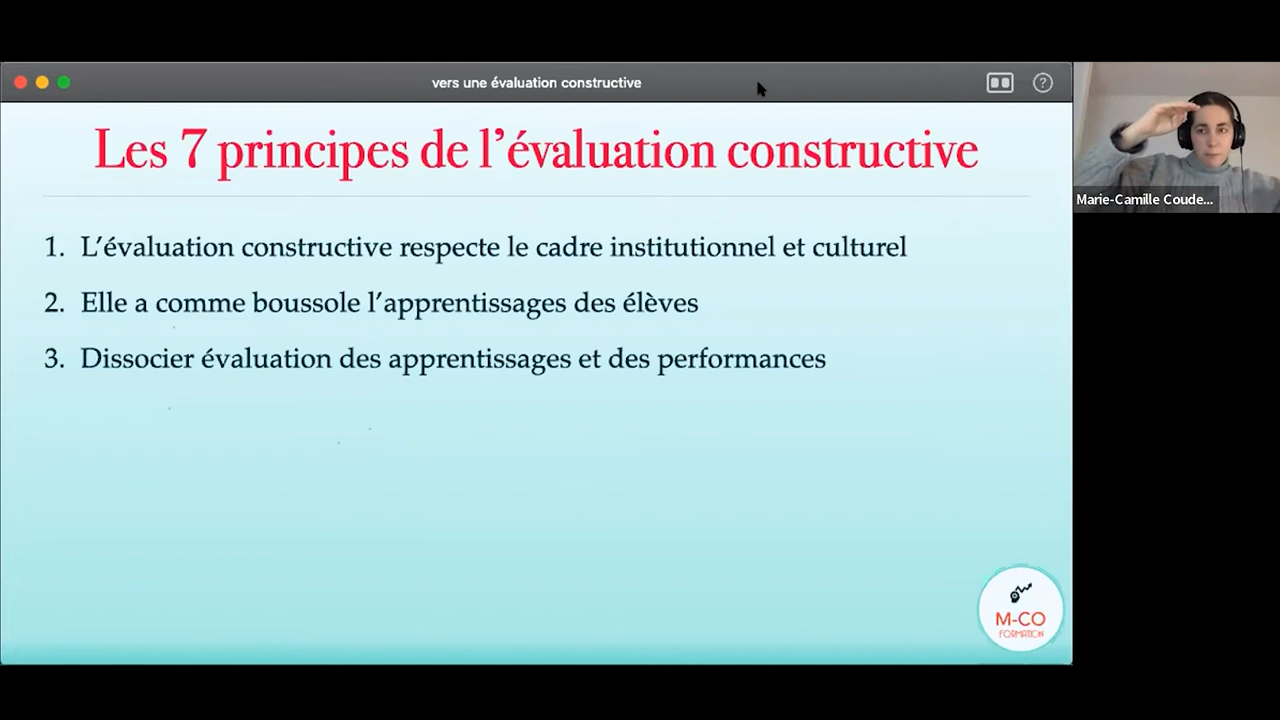 vers une évaluation constructive
Les 7 principes de l’évaluation constructive
1. L’évaluation constructive respecte le cadre institutionnel et culturel
2. Elle a comme boussole l’apprentissages des élèves
3. Dissocier évaluation des apprentissages et des performances
Marie-Camille Coude...
M-CO
FORMATION